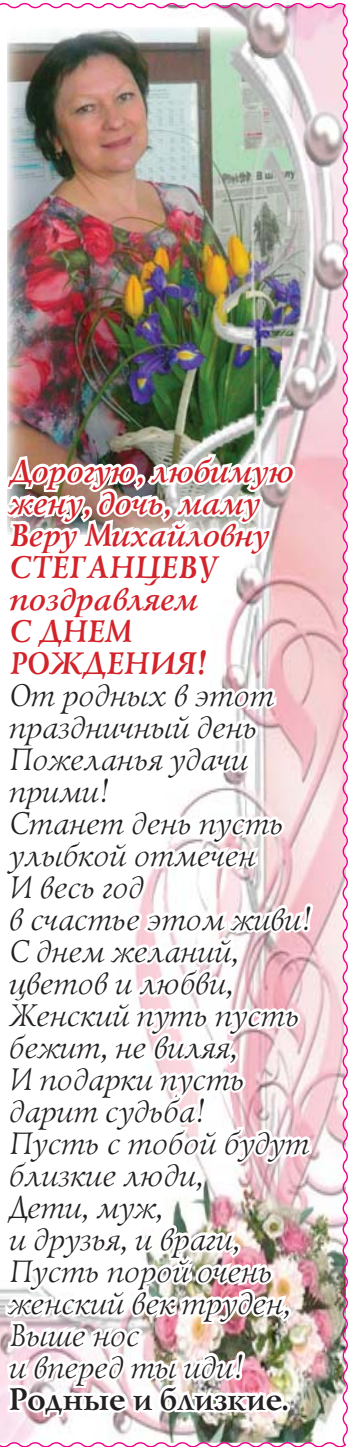 В школу
Дорогую, любимую
жену, дочь, маму
Веру Михайловну
СТЕГАНЦЕВУ
поздравляем
С ДНЕМ
РОЖДЕНИЯ!
От родных в этот
праздничный день
Пожеланья удачи
прими!
Станет день пусть
улыбкой отмечен
И весь год
в счастье этом живи!
С днем желаний,
цветов и любви,
Женский путь пусть
бежит, не виляя,
И подарки пусть
дарит судьба!
Пусть с тобой будут
близкие люди,
Дети, муж,
и друзья, и враги,
Пусть порой очень
женский век труден,
Выше нос
и вперед ты иди!
Родные и близкие.